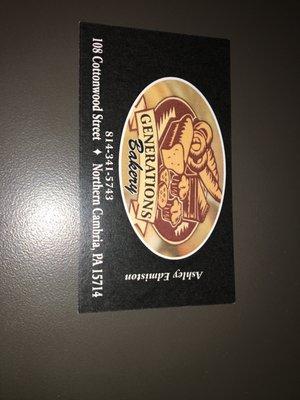 Ashley Edmiston
GENERATIONS
Bakery
814-341-5743
108 Cottonwood Street ✦ Northern Cambria, PA 15714